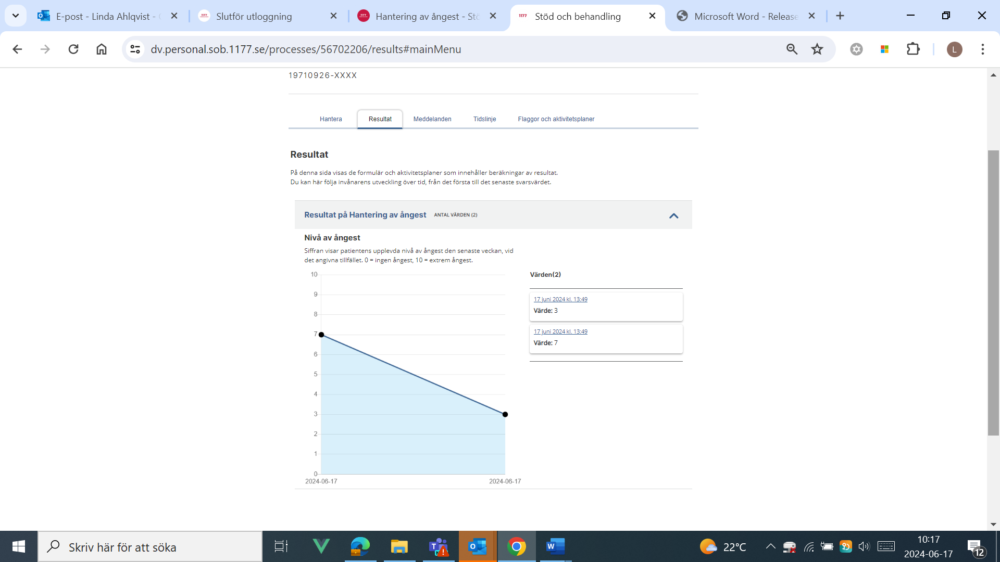 E-post - Linda Ahlqvist -
Slutför utloggning
Hantering av ångest - Stö
Stöd och behandling
Microsoft Word - Release
dv.personal.sob.1177.se/processes/56702206/results#mainMenu
L
19710926-XXXX
Hantera
Resultat
Meddelanden
Tidslinje
Flaggor och aktivitetsplaner
Resultat
På denna sida visas de formulär och aktivitetsplaner som innehåller beräkningar av resultat.
Du kan här följa invånarens utveckling över tid, från det första till det senaste svarsvärdet.
Resultat på Hantering av ångest ANTAL VÄRDEN (2)
Nivå av ångest
Siffran visar patientens upplevda nivå av ångest den senaste veckan, vid
det angivna tillfället. 0 = ingen ångest, 10 = extrem ångest.
10
9
8
7
6
5
4
3
2
1
0
2024-06-17
2024-06-17
Värden(2)
17 juni 2024 kl. 13:49
Värde: 3
17 juni 2024 kl. 13:49
Värde: 7
Skriv här för att söka
22°C
10:17
2024-06-17
12